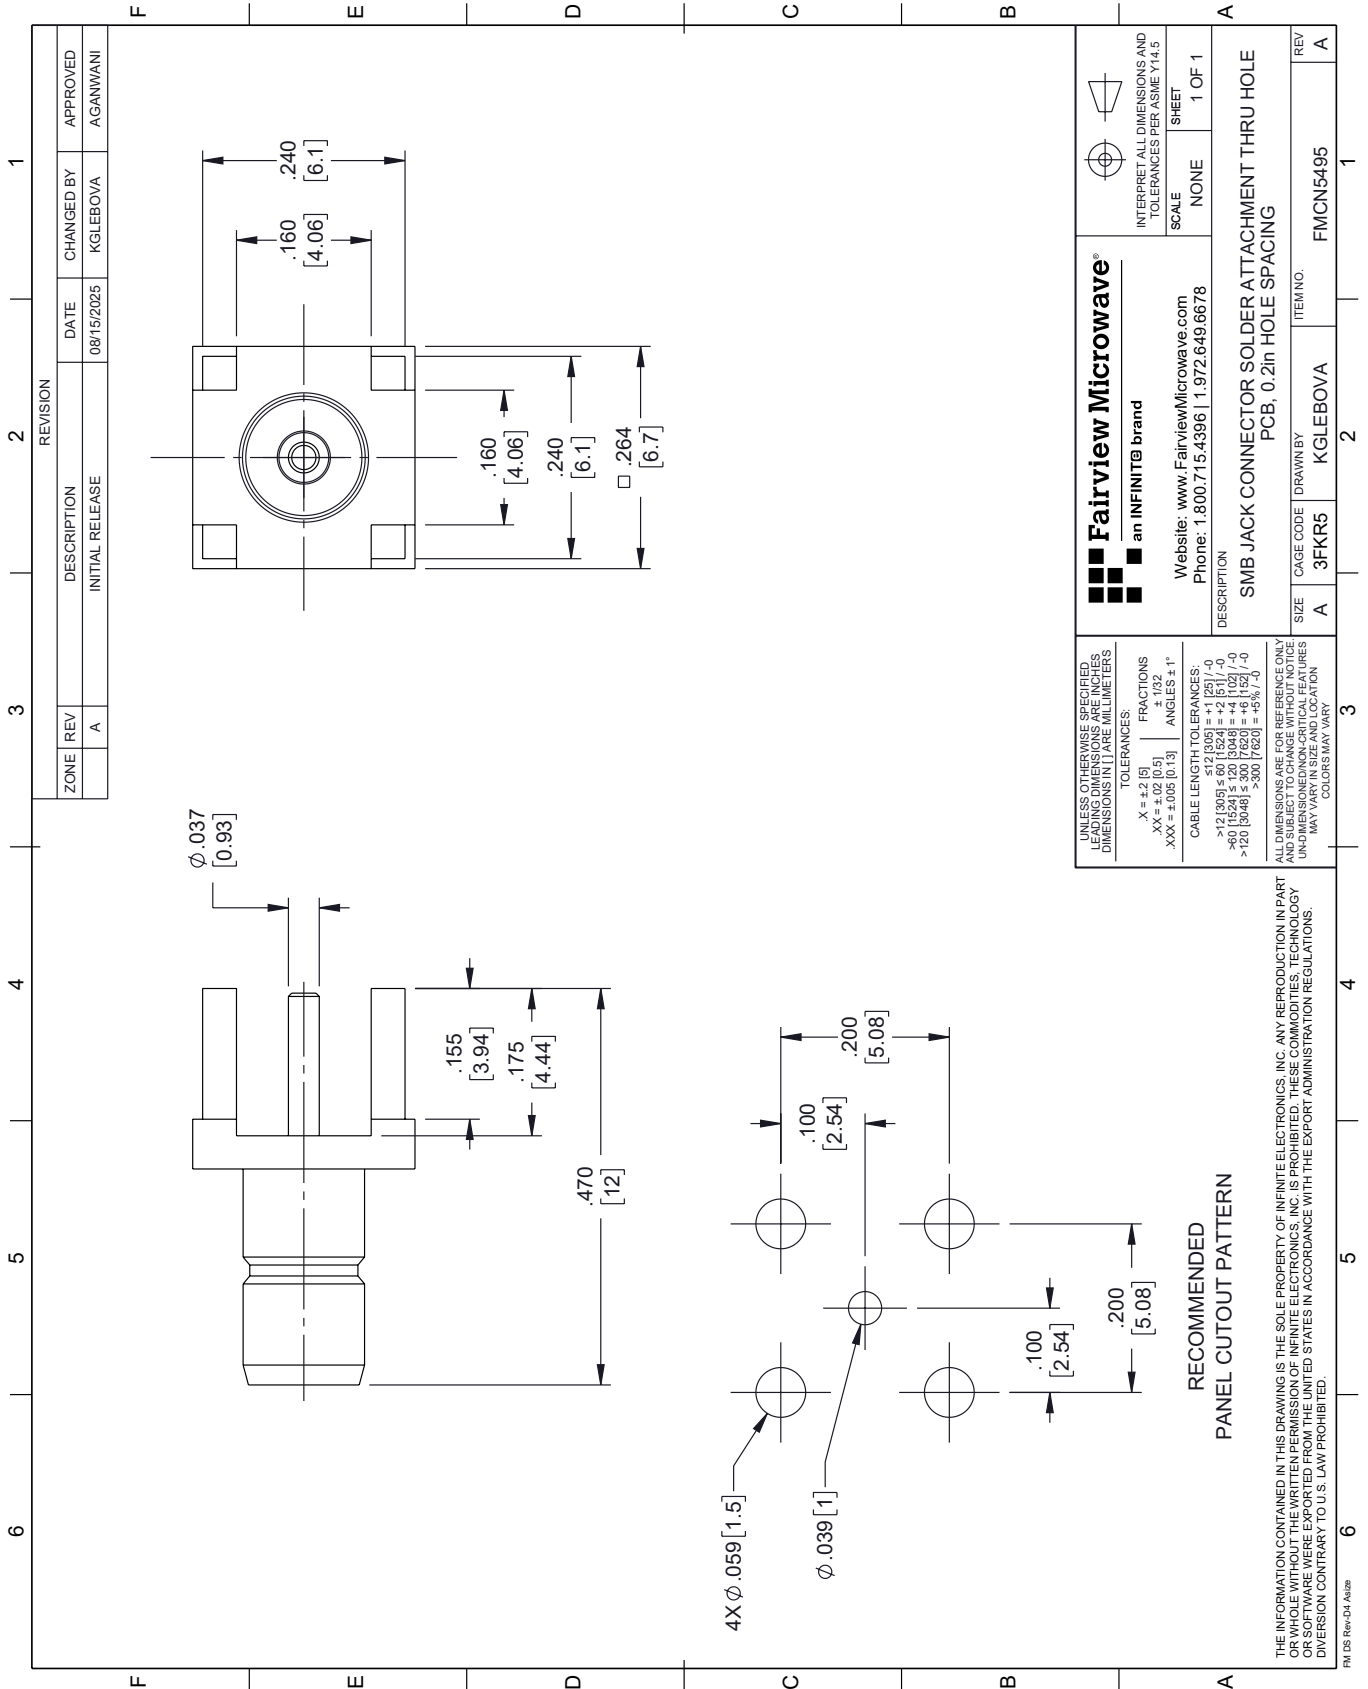 6
5
4
3
2
1
F
E
D
C
B
A
REVISION
ZONE REV DESCRIPTION DATE CHANGED BY APPROVED
A INITIAL RELEASE 08/15/2025 KGLEBOVA AGANWANI
Ø.037
[0.93]
.155
[3.94]
.175
[4.44]
.470
[12]
.240
[6.1]
.160
[4.06]
.160
[4.06]
.240
[6.1]
□ .264
[6.7]
4X Ø.059 [1.5]
Ø.039 [1]
.100
[2.54]
.200
[5.08]
.100
[2.54]
.200
[5.08]
RECOMMENDED
PANEL CUTOUT PATTERN
THE INFORMATION CONTAINED IN THIS DRAWING IS THE SOLE PROPERTY OF INFINITE ELECTRONICS, INC. ANY REPRODUCTION IN PART
OR WHOLE WITHOUT THE WRITTEN PERMISSION OF INFINITE ELECTRONICS, INC. IS PROHIBITED. THESE COMMODITIES, TECHNOLOGY
OR SOFTWARE WERE EXPORTED FROM THE UNITED STATES IN ACCORDANCE WITH THE EXPORT ADMINISTRATION REGULATIONS.
DIVERSION CONTRARY TO U.S. LAW PROHIBITED.
UNLESS OTHERWISE SPECIFIED
LEADING DIMENSIONS ARE INCHES
DIMENSIONS IN [ ] ARE MILLIMETERS
TOLERANCES:
.X = ±.2 [5]
.XX = ±.02 [0.5]
.XXX = ±.005 [0.13]
FRACTIONS
± 1/32
ANGLES ± 1°
CABLE LENGTH TOLERANCES:
≤12 [305] = +1 [25] / -0
>12 [305] ≤ 60 [1524] = +2 [51] / -0
>60 [1524] ≤ 120 [3048] = +4 [102] / -0
>120 [3048] ≤ 300 [7620] = +6 [152] / -0
>300 [7620] = +5% / -0
ALL DIMENSIONS ARE FOR REFERENCE ONLY
AND SUBJECT TO CHANGE WITHOUT NOTICE.
UN-DIMENSIONED/NON-CRITICAL FEATURES
MAY VARY IN SIZE AND LOCATION
COLORS MAY VARY
Fairview Microwave®
an INFINIT® brand
Website: www.FairviewMicrowave.com
Phone: 1.800.715.4396 | 1.972.649.6678
INTERPRET ALL DIMENSIONS AND
TOLERANCES PER ASME Y14.5
SCALE
NONE
SHEET
1 OF 1
DESCRIPTION
SMB JACK CONNECTOR SOLDER ATTACHMENT THRU HOLE
PCB, 0.2in HOLE SPACING
SIZE
A
CAGE CODE
3FKR5
DRAWN BY
KGLEBOVA
ITEM NO.
FMCN5495
REV
A
F
E
D
C
B
A
6
5
4
3
2
1
FM DS Rev-D4 Asize